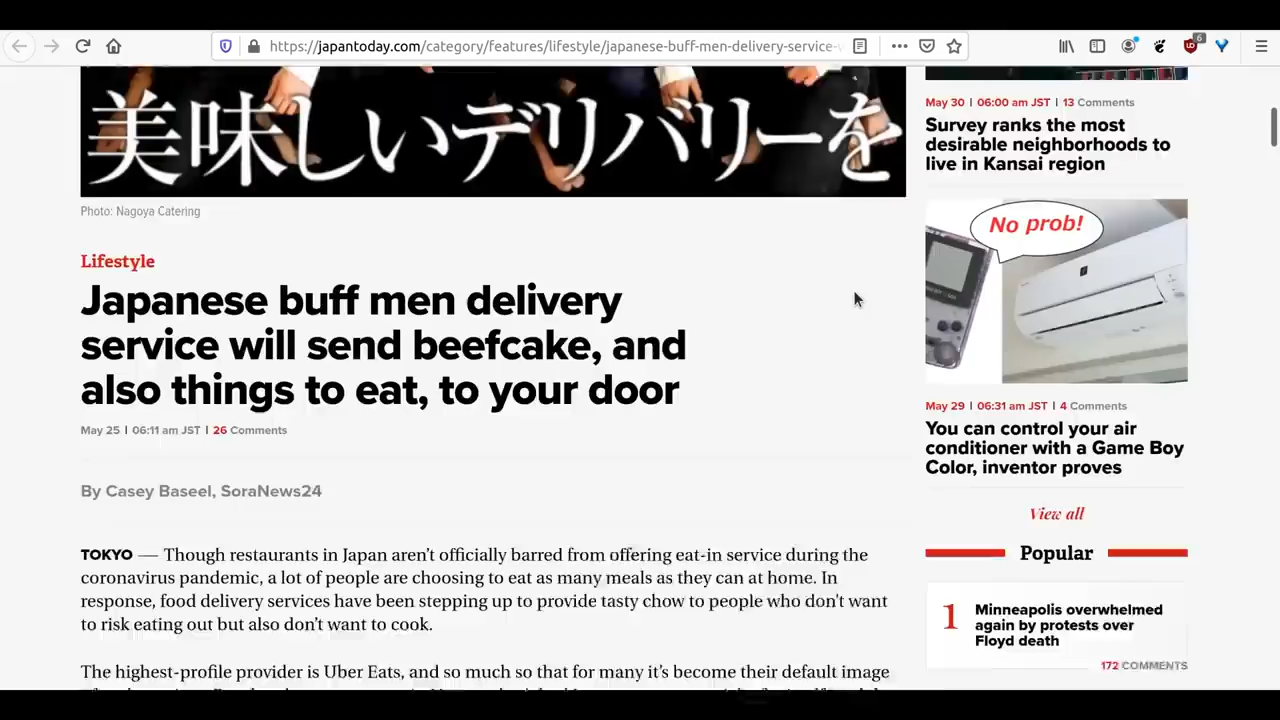 https://japantoday.com/category/features/lifestyle/japanese-buff-men-delivery-service-
6
美味しいデリバリーを
Photo: Nagoya Catering
Lifestyle
Japanese buff men delivery
service will send beefcake, and
also things to eat, to your door
May 25 | 06:11 am JST | 26 Comments
By Casey Baseel, SoraNews24
TOKYO — Though restaurants in Japan aren't officially barred from offering eat-in service during the
coronavirus pandemic, a lot of people are choosing to eat as many meals as they can at home. In
response, food delivery services have been stepping up to provide tasty chow to people who don't want
to risk eating out but also don't want to cook.
The highest-profile provider is Uber Eats, and so much so that for many it's become their default image
May 30 | 06:00 am JST | 13 Comments
Survey ranks the most
desirable neighborhoods to
live in Kansai region
No prob!
May 29 | 06:31 am JST | 4 Comments
You can control your air
conditioner with a Game Boy
Color, inventor proves
View all
Popular
1
Minneapolis overwhelmed
again by protests over
Floyd death
172 COMMENTS